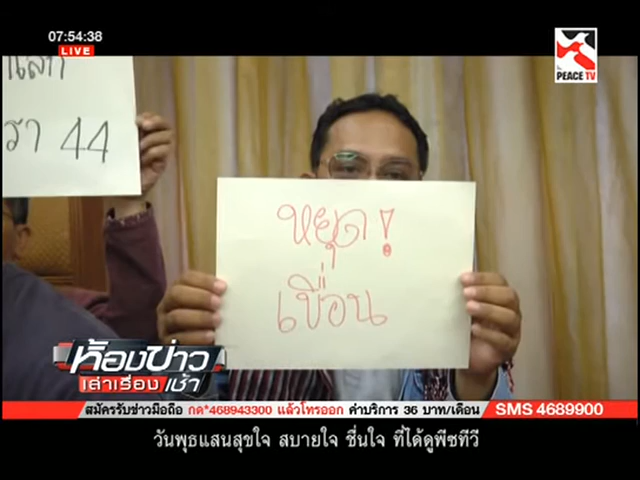 07:54:38
LIVE
PEACE TV
รา 44
หยุด!
เขื่อน
ห้องข่าว
เล่าเรื่อง เช้า
สมัครรับข่าวมือถือ กด*468943300 แล้วโทรออก ค่าบริการ 36 บาท/เดือน SMS 4689900
วันพุธแสนสุขใจ สบายใจ ชื่นใจ ที่ได้ดูพีซทีวี